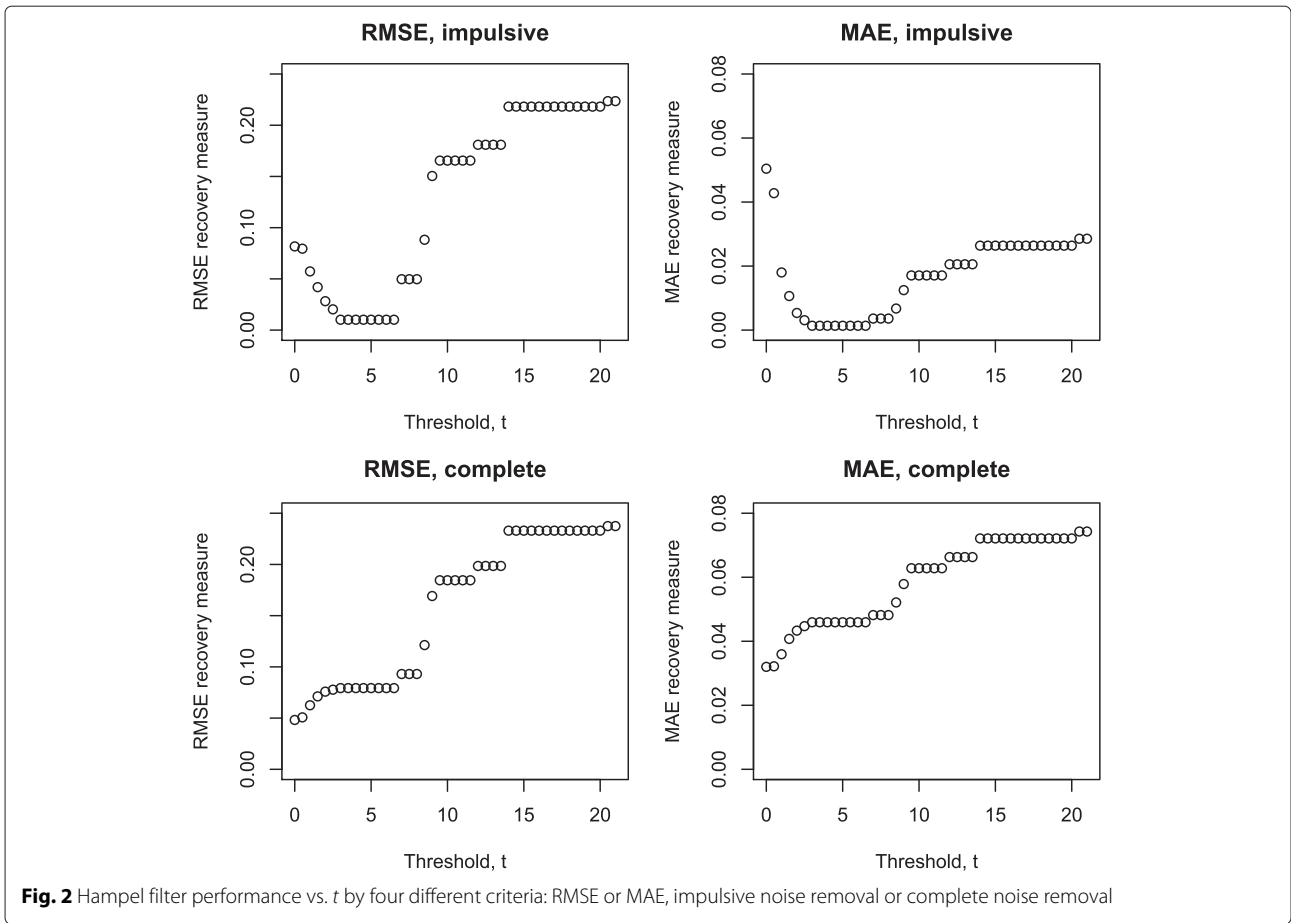 RMSE, impulsive
RMSE recovery measure
0.00 0.10 0.20
0 5 10 15 20
Threshold, t
MAE, impulsive
MAE recovery measure
0.00 0.02 0.04 0.06 0.08
0 5 10 15 20
Threshold, t
RMSE, complete
RMSE recovery measure
0.00 0.10 0.20
0 5 10 15 20
Threshold, t
MAE, complete
MAE recovery measure
0.00 0.02 0.04 0.06 0.08
0 5 10 15 20
Threshold, t
Fig. 2 Hampel filter performance vs. t by four different criteria: RMSE or MAE, impulsive noise removal or complete noise removal